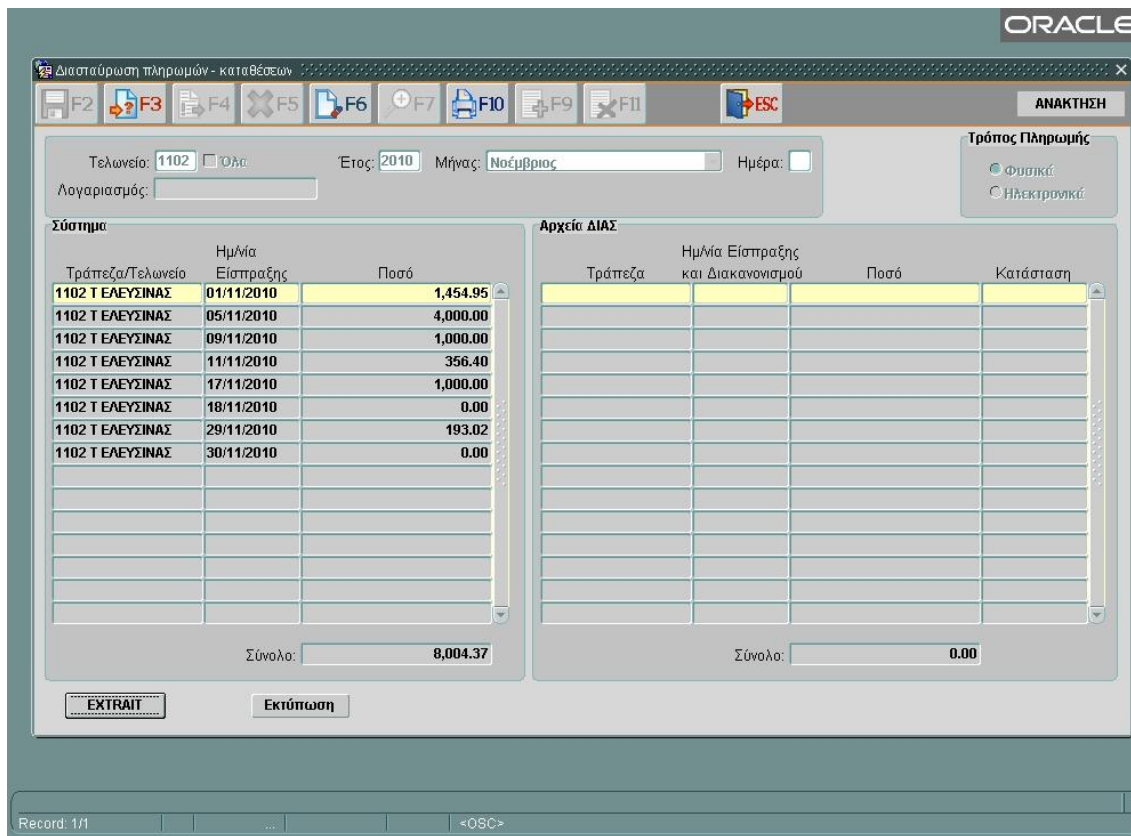 ORACLE
Διασταύρωση πληρωμών - καταθέσεων
F2 F3 F4 F5 F6 F7 F10 F9 F11 ESC ΑΝΑΚΤΗΣΗ
Τελωνείο: 1102 Όλα Έτος: 2010 Μήνας: Νοέμβριος Ημέρα:
Λογαριασμός:
Τρόπος Πληρωμής
Φυσικά
Ηλεκτρονικά
Σύστημα
Ημ/νία
Τράπεζα/Τελωνείο Είσπραξης Ποσό
1102 Τ ΕΛΕΥΣΙΝΑΣ 01/11/2010 1,454.95
1102 Τ ΕΛΕΥΣΙΝΑΣ 05/11/2010 4,000.00
1102 Τ ΕΛΕΥΣΙΝΑΣ 09/11/2010 1,000.00
1102 Τ ΕΛΕΥΣΙΝΑΣ 11/11/2010 356.40
1102 Τ ΕΛΕΥΣΙΝΑΣ 17/11/2010 1,000.00
1102 Τ ΕΛΕΥΣΙΝΑΣ 18/11/2010 0.00
1102 Τ ΕΛΕΥΣΙΝΑΣ 29/11/2010 193.02
1102 Τ ΕΛΕΥΣΙΝΑΣ 30/11/2010 0.00
Σύνολο: 8,004.37
Αρχεία ΔΙΑΣ
Ημ/νία Είσπραξης
Τράπεζα και Διακανονισμού Ποσό Κατάσταση
Σύνολο: 0.00
EXTRAIT Εκτύπωση
Record: 1/1 ... <OSC>